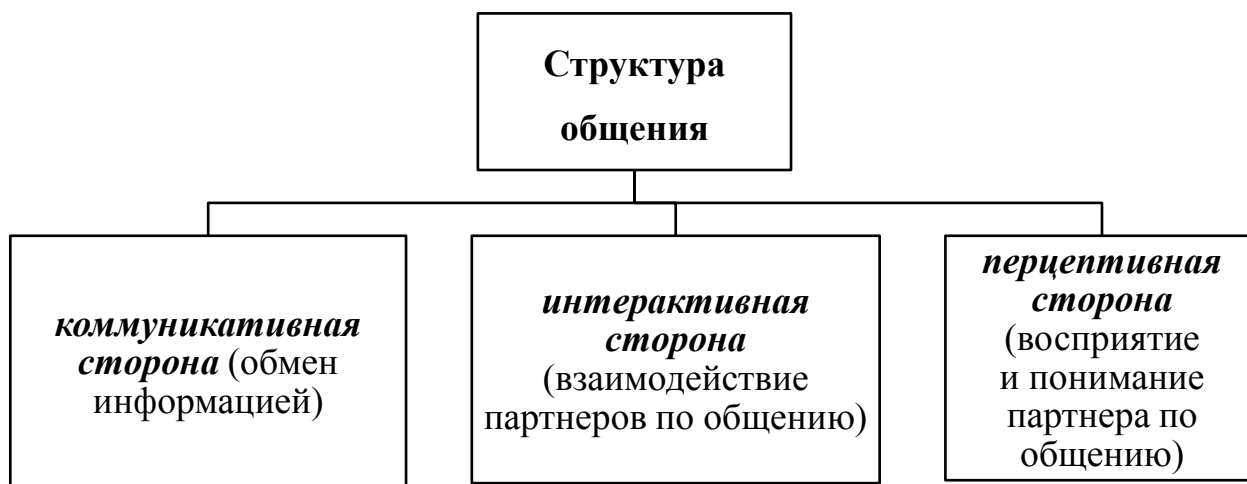 Структура
общения
коммуникативная
сторона (обмен
информацией)
интерактивная
сторона
(взаимодействие
партнеров по общению)
перцептивная
сторона
(восприятие
и понимание
партнера по
общению)